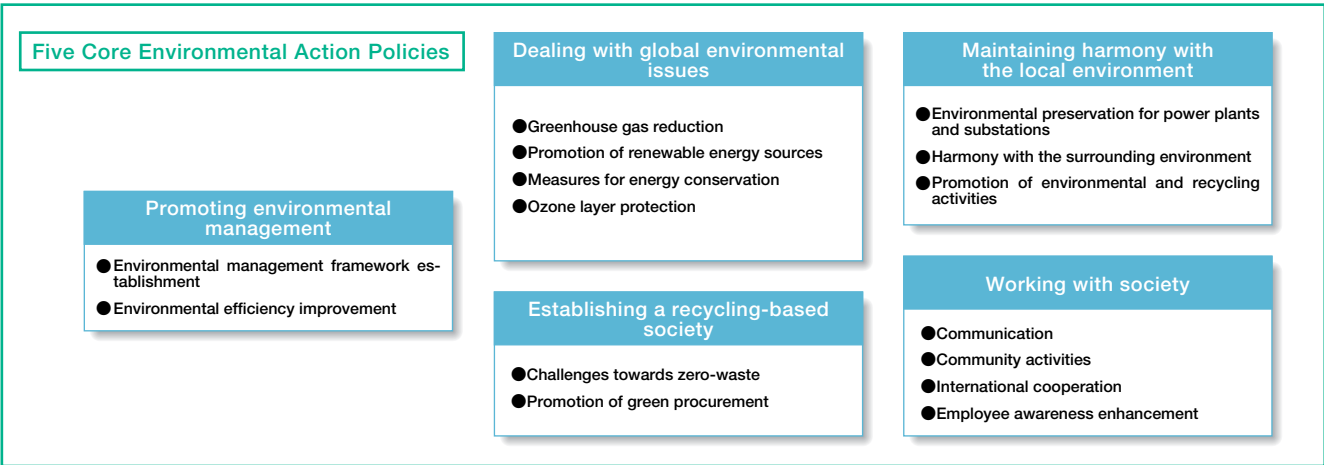 Five Core Environmental Action Policies
Promoting environmental
management
●Environmental management framework es-
tablishment
●Environmental efficiency improvement
Dealing with global environmental
issues
●Greenhouse gas reduction
●Promotion of renewable energy sources
●Measures for energy conservation
●Ozone layer protection
Establishing a recycling-based
society
●Challenges towards zero-waste
●Promotion of green procurement
Maintaining harmony with
the local environment
●Environmental preservation for power plants
and substations
●Harmony with the surrounding environment
●Promotion of environmental and recycling
activities
Working with society
●Communication
●Community activities
●International cooperation
●Employee awareness enhancement